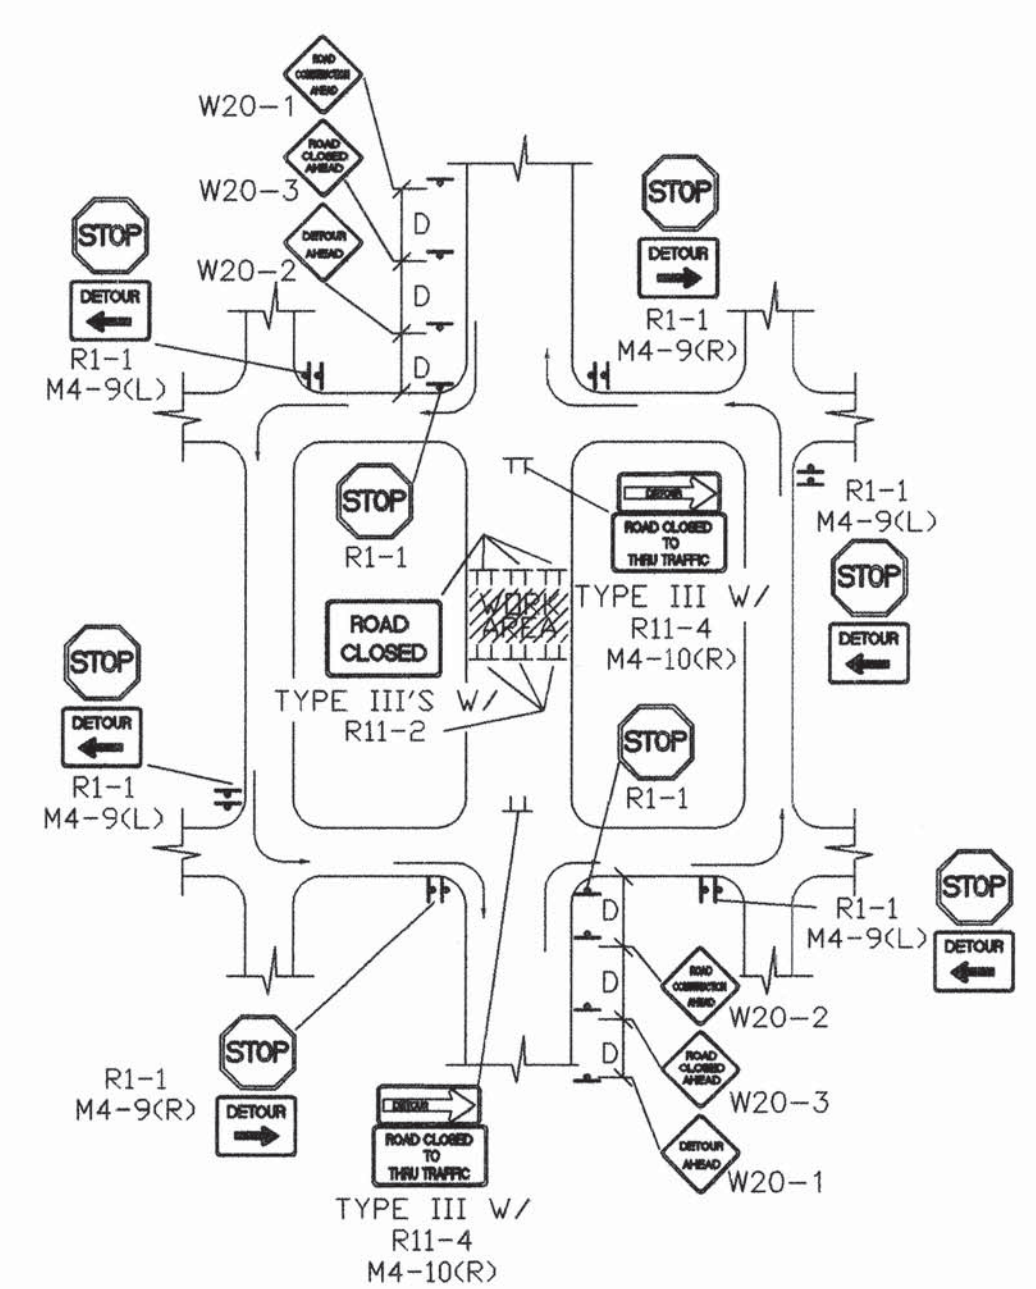 ROAD
CONSTRUCTION
AHEAD
W20-1
ROAD
CLOSED
AHEAD
W20-3
DETOUR
AHEAD
W20-2
D
D
D
STOP
DETOUR
R1-1
M4-9(L)
STOP
DETOUR
R1-1
M4-9(R)
STOP
R1-1
DETOUR
ROAD CLOSED
TO
THRU TRAFFIC
TYPE III W/
R11-4
M4-10(R)
R1-1
M4-9(L)
STOP
DETOUR
WORK
AREA
ROAD
CLOSED
TYPE III'S W/
R11-2
STOP
DETOUR
R1-1
M4-9(L)
STOP
R1-1
D
D
D
R1-1
M4-9(L)
STOP
DETOUR
ROAD
CONSTRUCTION
AHEAD
W20-2
ROAD
CLOSED
AHEAD
W20-3
DETOUR
AHEAD
W20-1
STOP
DETOUR
R1-1
M4-9(R)
DETOUR
ROAD CLOSED
TO
THRU TRAFFIC
TYPE III W/
R11-4
M4-10(R)